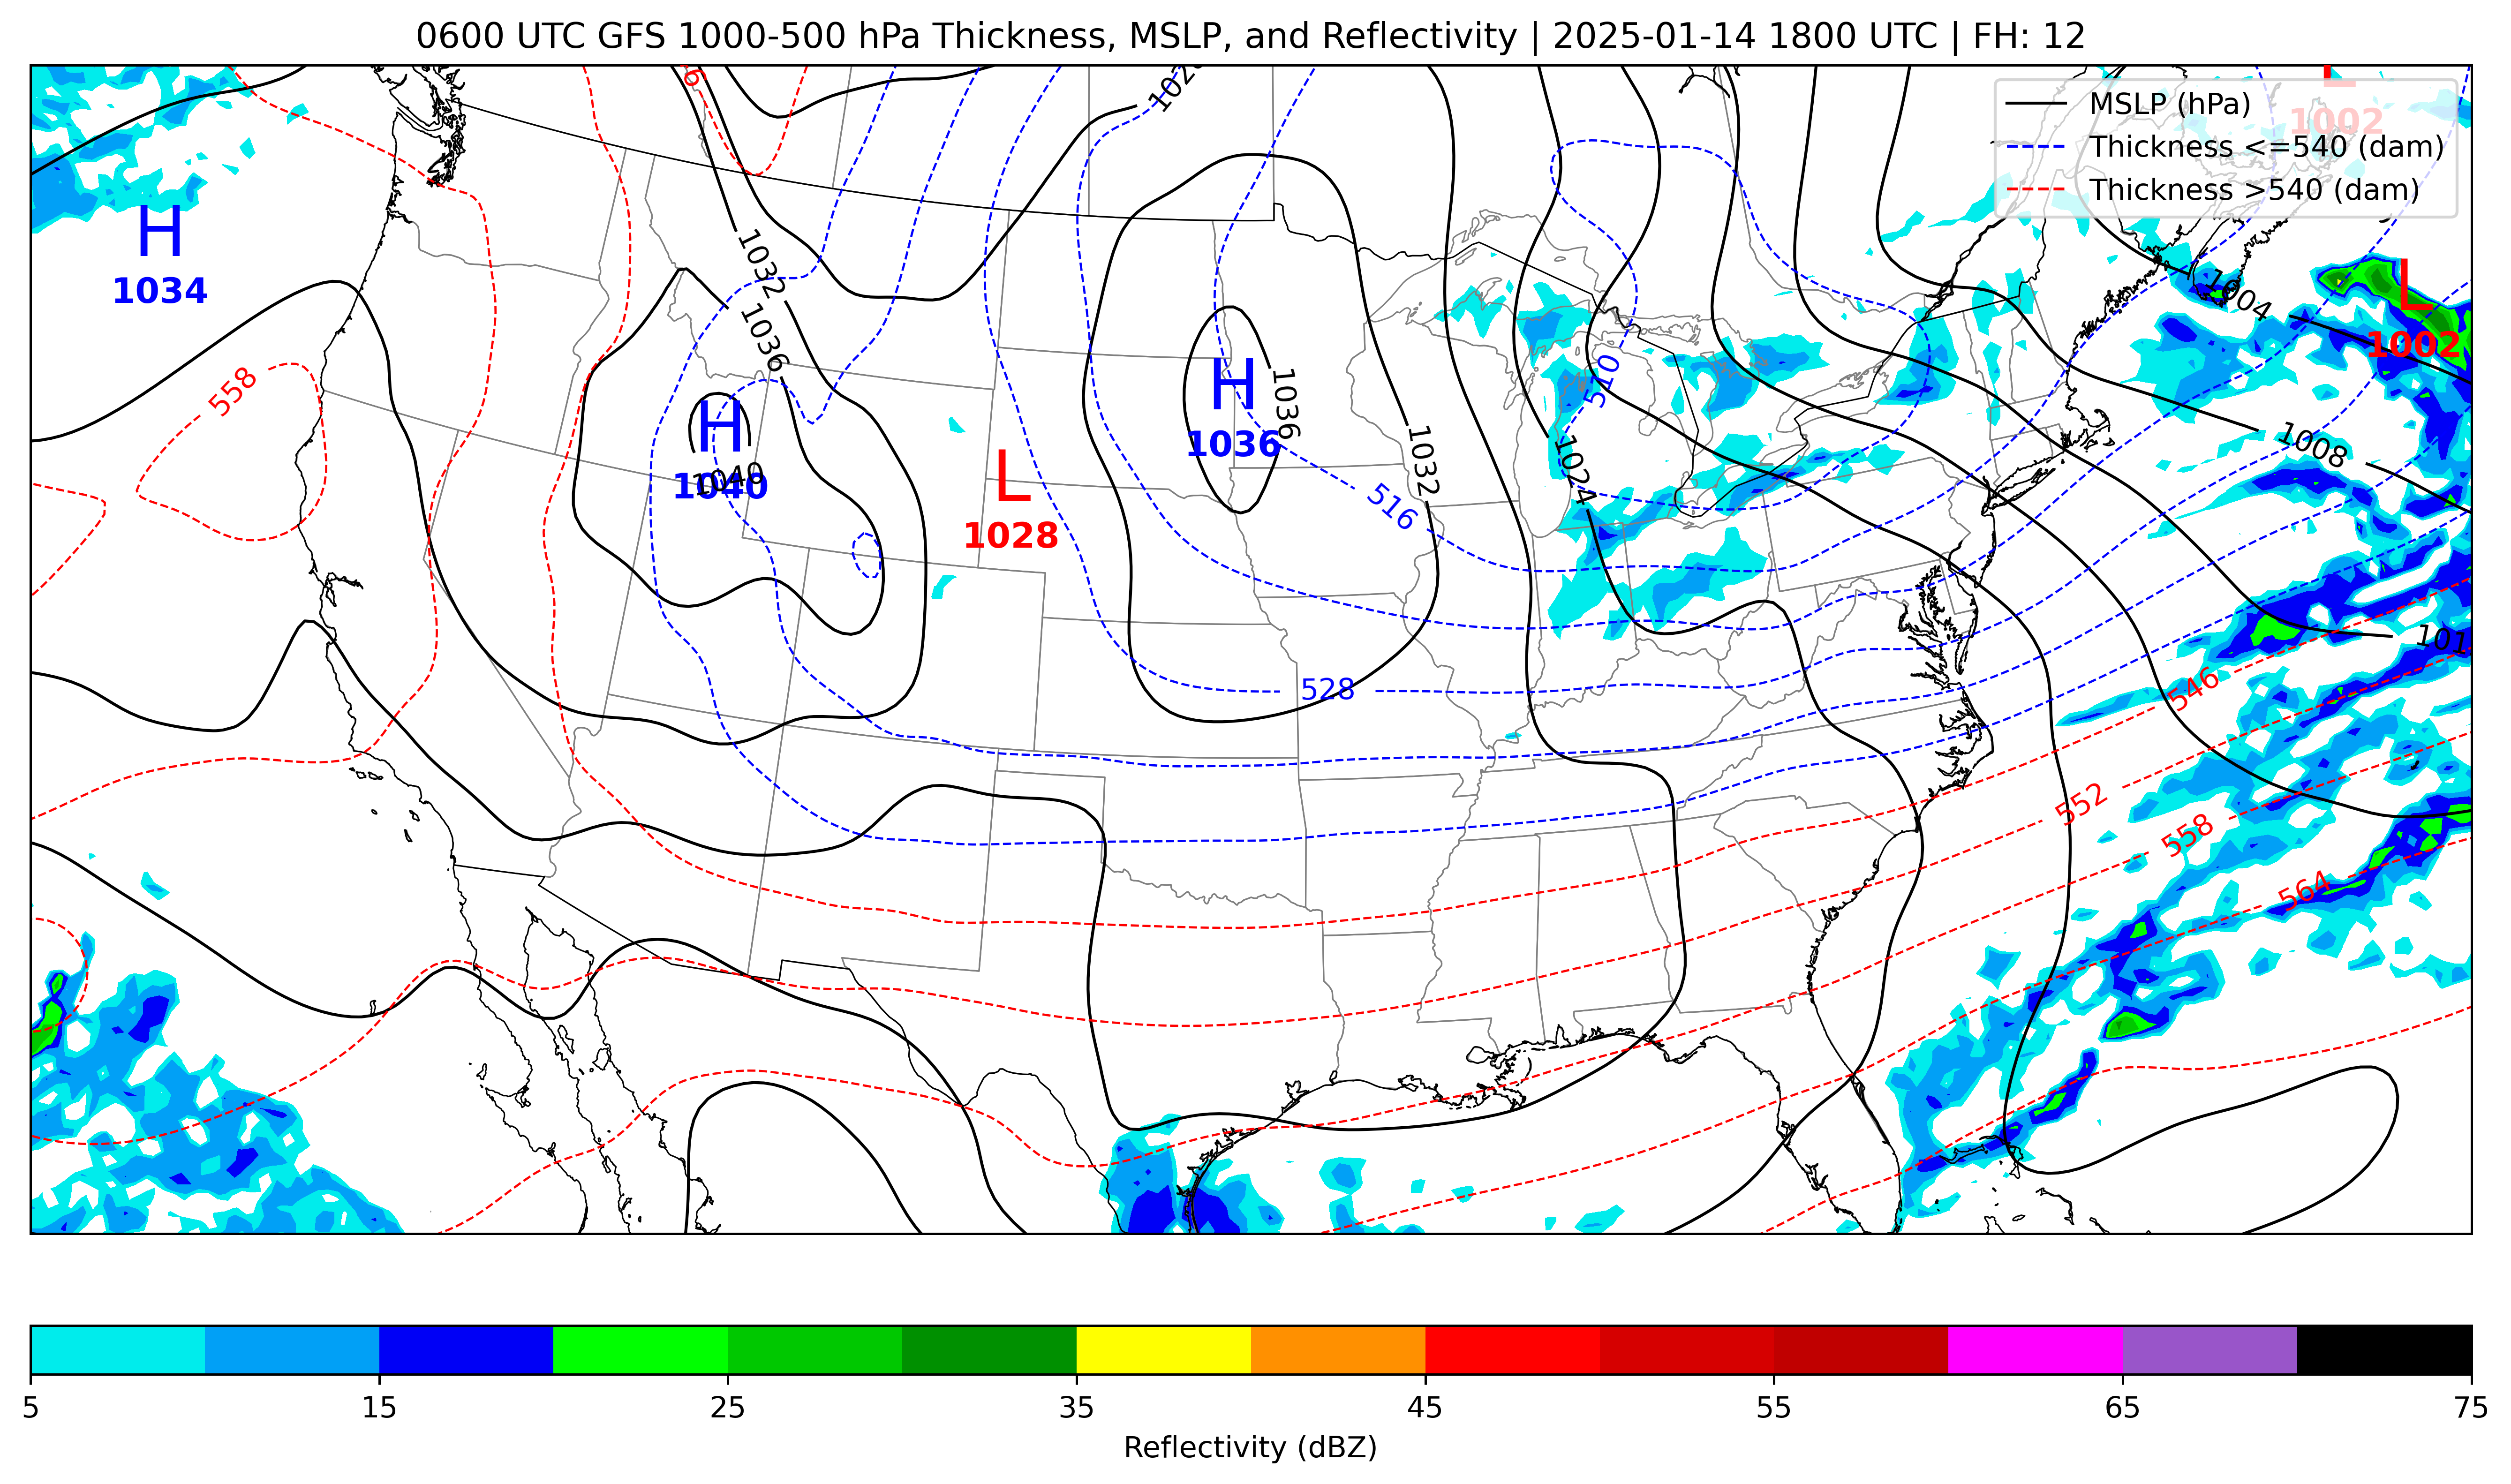 0600 UTC GFS 1000-500 hPa Thickness, MSLP, and Reflectivity | 2025-01-14 1800 UTC | FH: 12
MSLP (hPa)
Thickness <=540 (dam)
Thickness >540 (dam)
L
1002
H
1034
1032
1036
558
H
1040
1040
L
1028
H
1036
1036
1032
516
510
1024
528
L
1002
1004
1008
101
546
552
558
564
5
15
25
35
45
55
65
75
Reflectivity (dBZ)